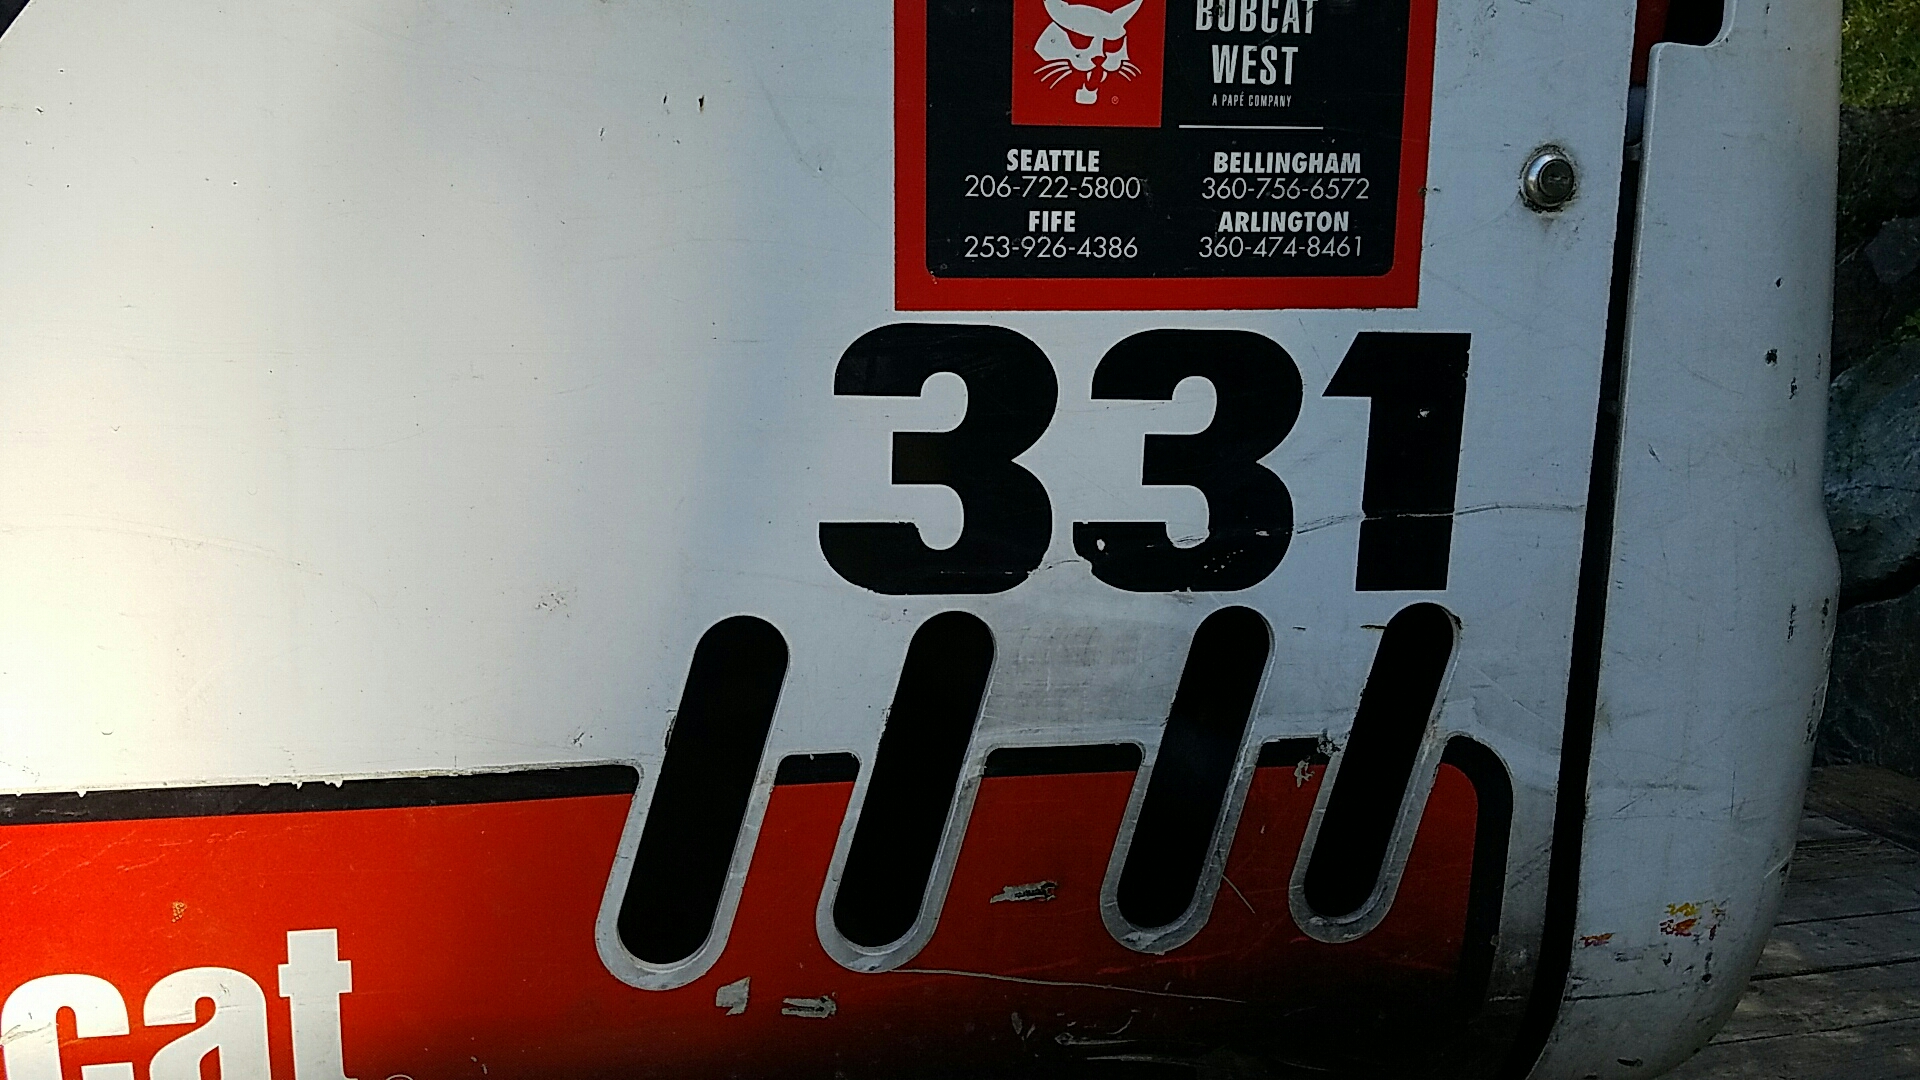 BOBCAT
WEST
A PAPÉ COMPANY
SEATTLE
206-722-5800
FIFE
253-926-4386
BELLINGHAM
360-756-6572
ARLINGTON
360-474-8461
331
cat